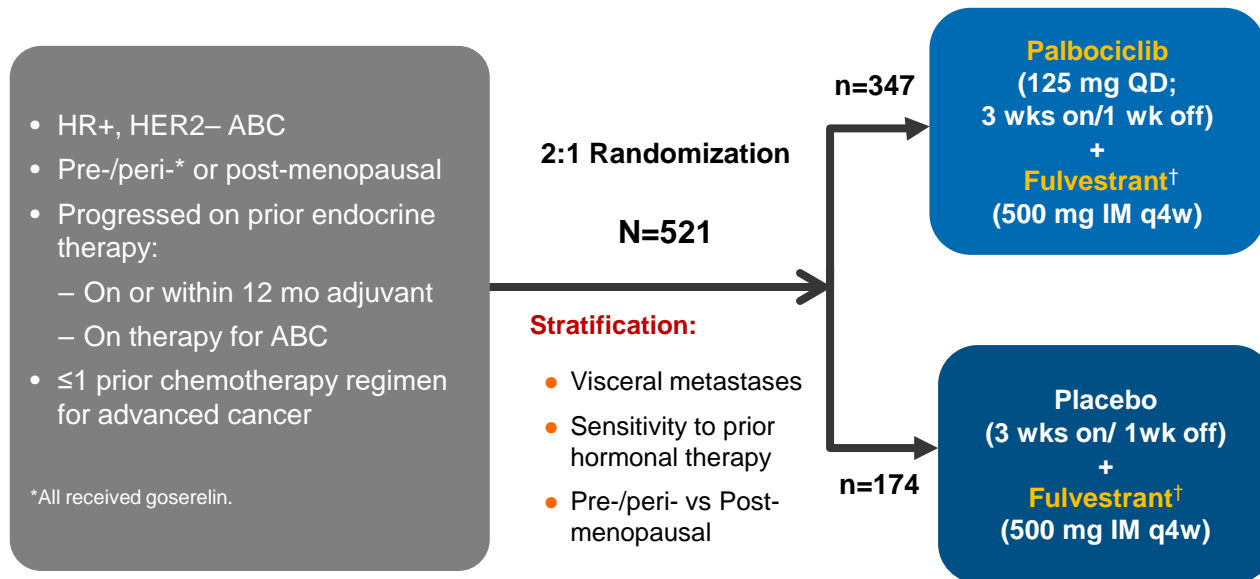 • HR+, HER2– ABC
• Pre-/peri-* or post-menopausal
• Progressed on prior endocrine
therapy:
– On or within 12 mo adjuvant
– On therapy for ABC
• ≤1 prior chemotherapy regimen
for advanced cancer
*All received goserelin.
2:1 Randomization
N=521
Stratification:
• Visceral metastases
• Sensitivity to prior
hormonal therapy
• Pre-/peri- vs Post-
menopausal
n=347
Palbociclib
(125 mg QD;
3 wks on/1 wk off)
+
Fulvestrant†
(500 mg IM q4w)
n=174
Placebo
(3 wks on/ 1wk off)
+
Fulvestrant†
(500 mg IM q4w)